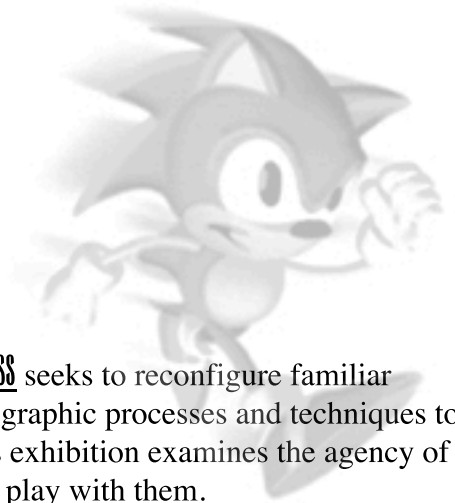 seeks to reconfigure familiar
graphic processes and techniques to
exhibition examines the agency of
play with them.